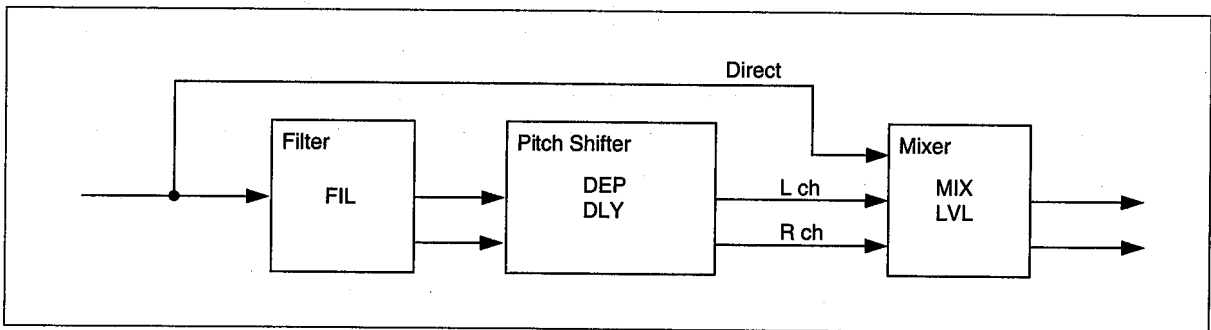 Direct
Filter
FIL
Pitch Shifter
DEP
DLY
L ch
R ch
Mixer
MIX
LVL